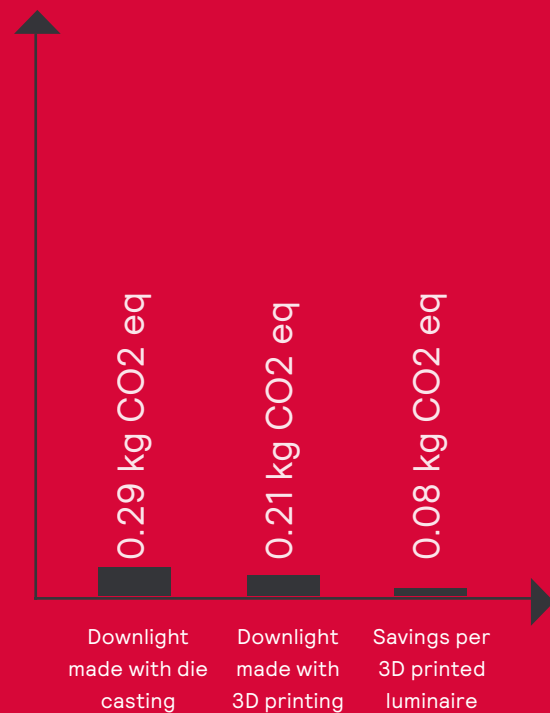 0.29 kg CO2 eq
0.21 kg CO2 eq
0.08 kg CO2 eq
Downlight
made with die
casting
Downlight
made with
3D printing
Savings per
3D printed
luminaire